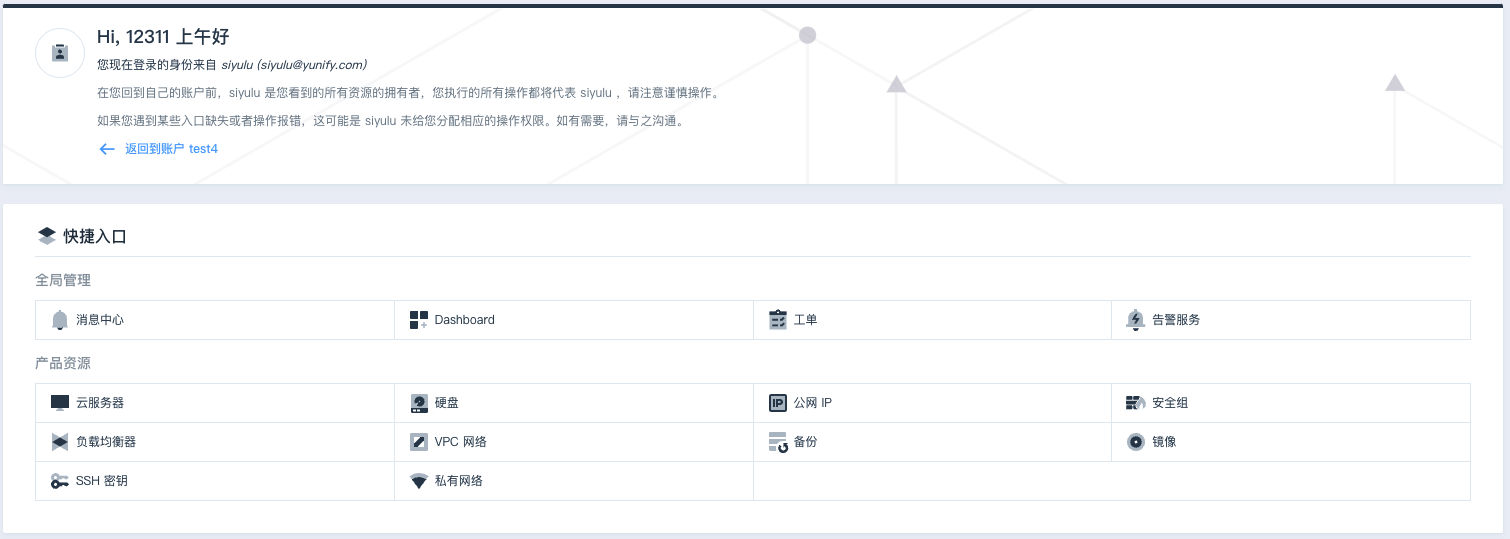 Hi, 12311 上午好
您现在登录的身份来自 siyulu (siyulu@yunify.com)
在您回到自己的账户前，siyulu 是您看到的所有资源的拥有者，您执行的所有操作都将代表 siyulu ，请注意谨慎操作。
如果您遇到某些入口缺失或者操作报错，这可能是 siyulu 未给您分配相应的操作权限。如有需要，请与之沟通。
返回到账户 test4
快捷入口
全局管理
消息中心 Dashboard 工单 告警服务
产品资源
云服务器 硬盘 公网 IP 安全组
负载均衡器 VPC 网络 备份 镜像
SSH 密钥 私有网络